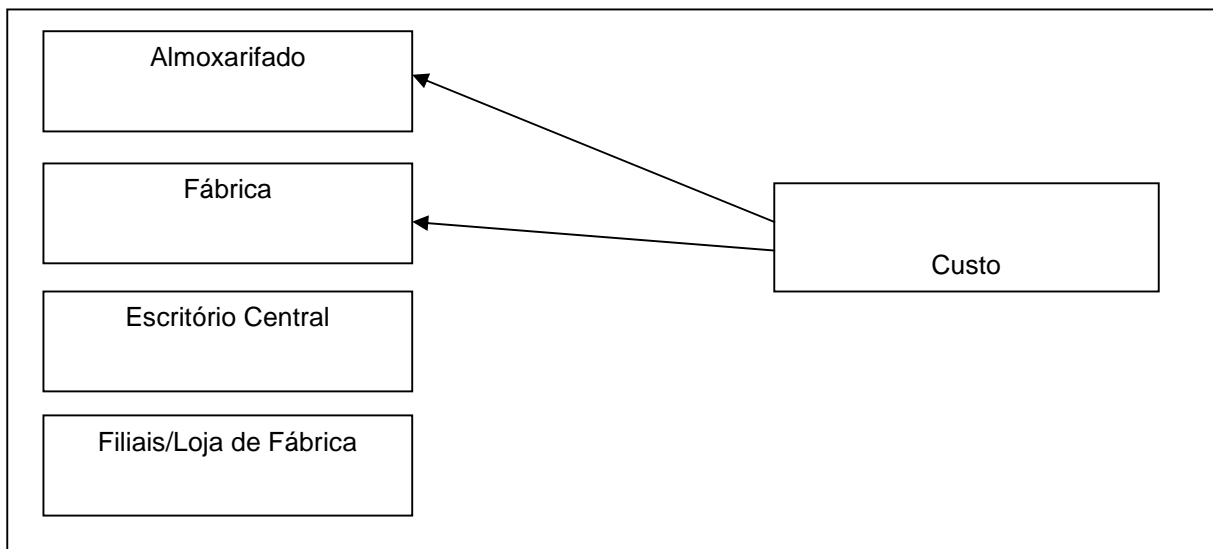 Almoxarifado
Fábrica
Custo
Escritório Central
Filiais/Loja de Fábrica